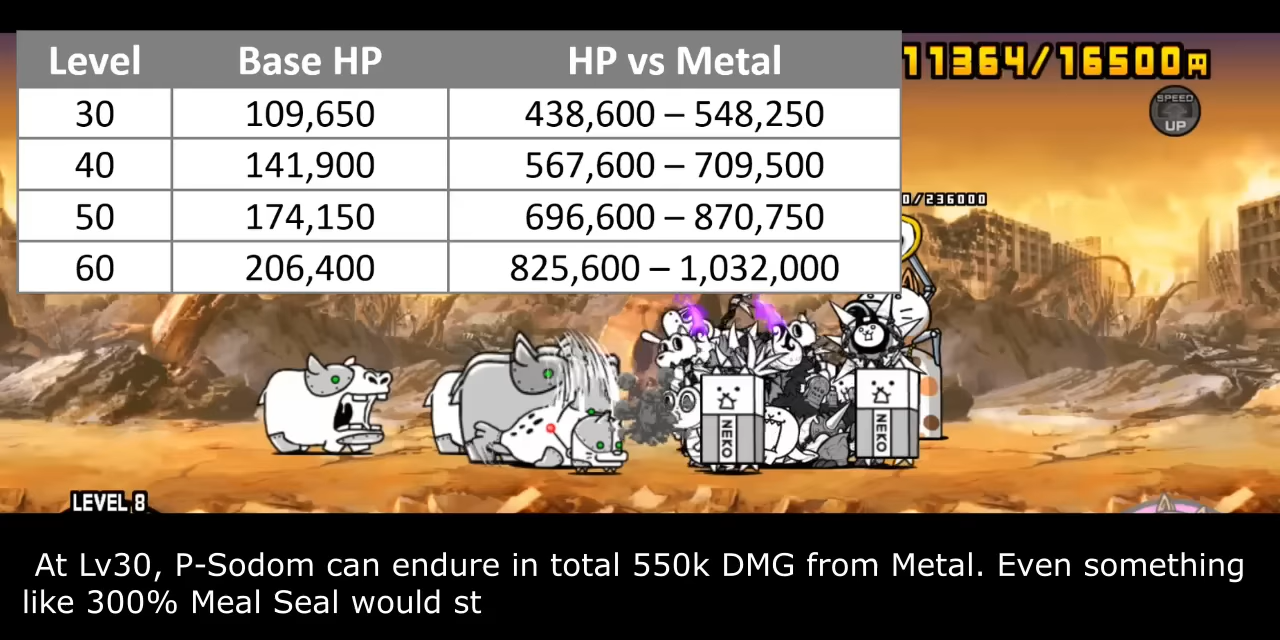 Level Base HP HP vs Metal
30 109,650 438,600 – 548,250
40 141,900 567,600 – 709,500
50 174,150 696,600 – 870,750
60 206,400 825,600 – 1,032,000
11364/16500円
SPEED
UP
0/236000
NEKO
NEKO
LEVEL 8
At Lv30, P-Sodom can endure in total 550k DMG from Metal. Even something
like 300% Meal Seal would st